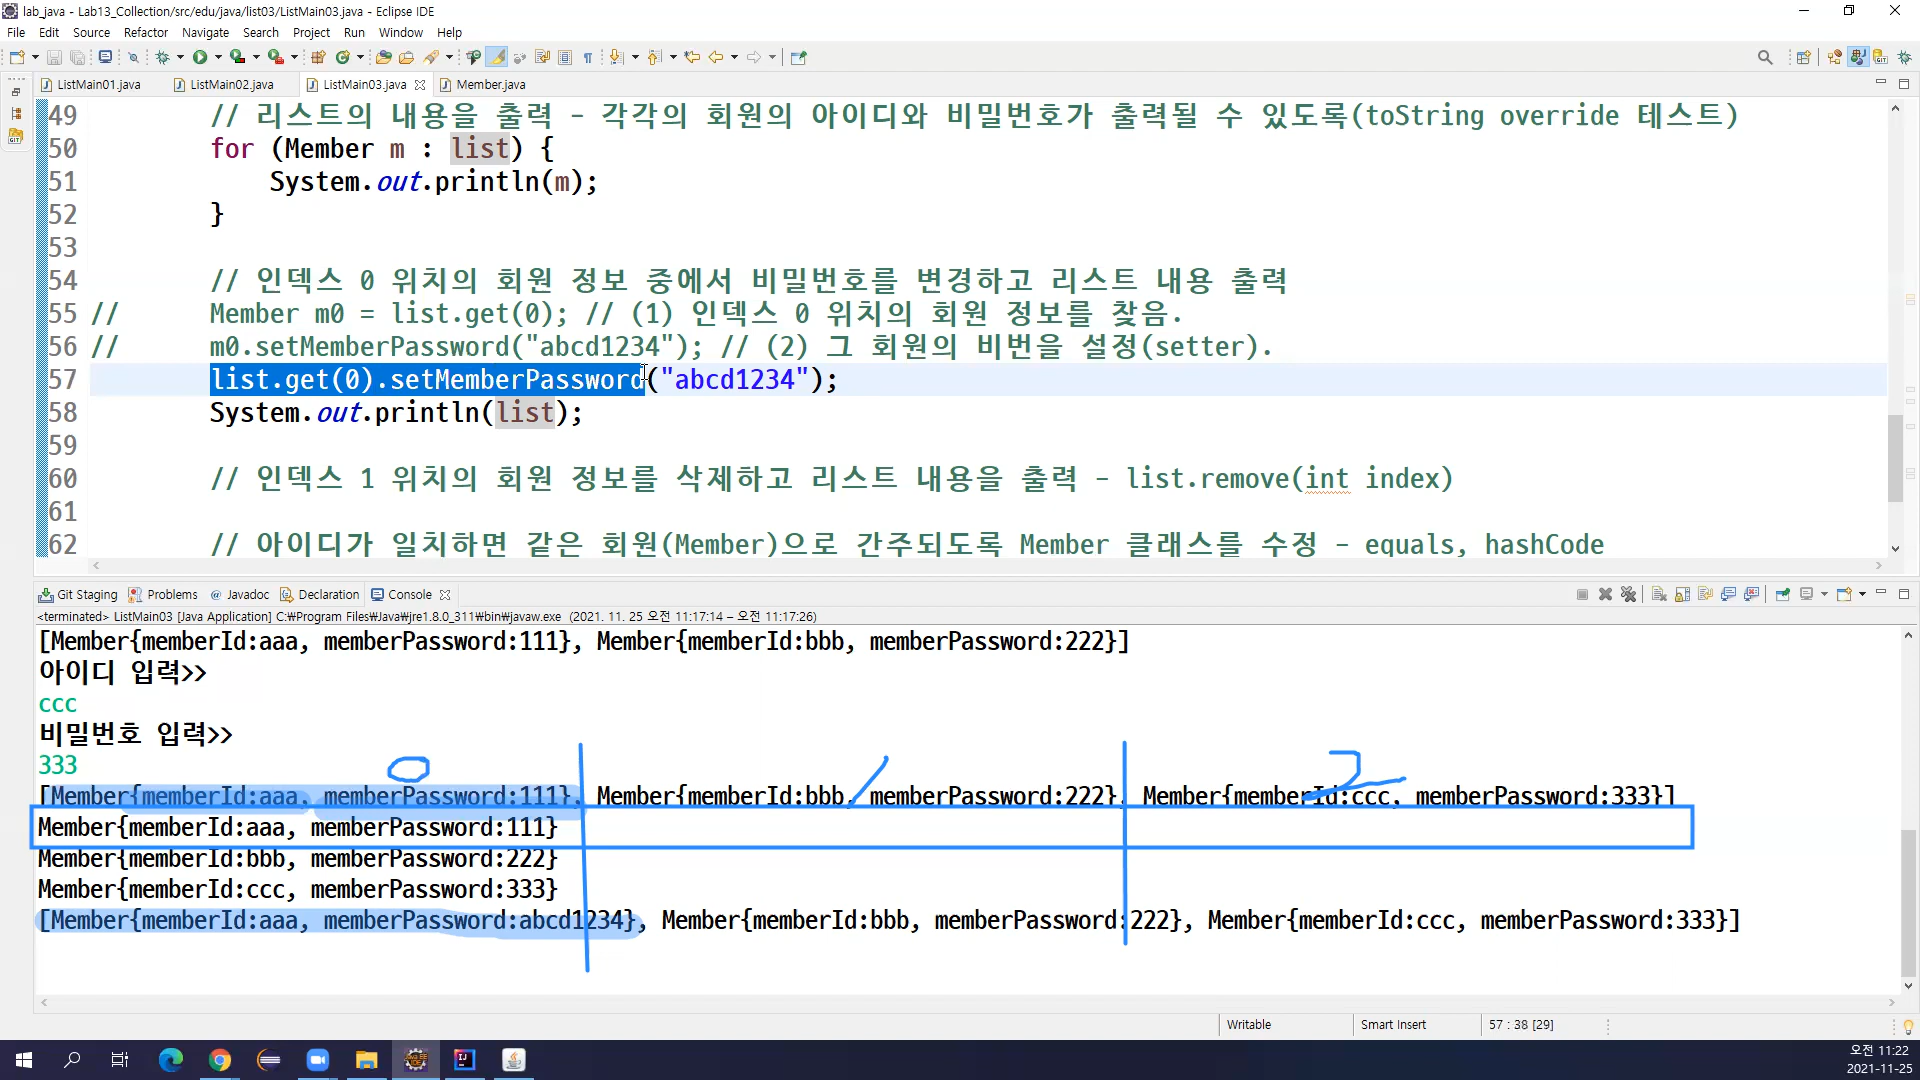 lab_java - Lab13_Collection/src/edu/java/list03/ListMain03.java - Eclipse IDE
File Edit Source Refactor Navigate Search Project Run Window Help
ListMain01.java ListMain02.java ListMain03.java Member.java
49 // 리스트의 내용을 출력 - 각각의 회원의 아이디와 비밀번호가 출력될 수 있도록(toString override 테스트)
50 for (Member m : list) {
51 System.out.println(m);
52 }
53
54 // 인덱스 0 위치의 회원 정보 중에서 비밀번호를 변경하고 리스트 내용 출력
55 // Member m0 = list.get(0); // (1) 인덱스 0 위치의 회원 정보를 찾음.
56 // m0.setMemberPassword("abcd1234"); // (2) 그 회원의 비번을 설정(setter).
57 list.get(0).setMemberPassword("abcd1234");
58 System.out.println(list);
59
60 // 인덱스 1 위치의 회원 정보를 삭제하고 리스트 내용을 출력 - list.remove(int index)
61
62 // 아이디가 일치하면 같은 회원(Member)으로 간주되도록 Member 클래스를 수정 - equals, hashCode
Git Staging Problems Javadoc Declaration Console
<terminated> ListMain03 [Java Application] C:₩Program Files₩Java₩jre1.8.0_311₩bin₩javaw.exe (2021. 11. 25 오전 11:17:14 – 오전 11:17:26)
[Member{memberId:aaa, memberPassword:111}, Member{memberId:bbb, memberPassword:222}]
아이디 입력>>
ccc
비밀번호 입력>>
333
0 1 2
[Member{memberId:aaa, memberPassword:111}, Member{memberId:bbb, memberPassword:222}, Member{memberId:ccc, memberPassword:333}]
Member{memberId:aaa, memberPassword:111}
Member{memberId:bbb, memberPassword:222}
Member{memberId:ccc, memberPassword:333}
[Member{memberId:aaa, memberPassword:abcd1234}, Member{memberId:bbb, memberPassword:222}, Member{memberId:ccc, memberPassword:333}]
Writable Smart Insert 57 : 38 [29]
오전 11:22
2021-11-25